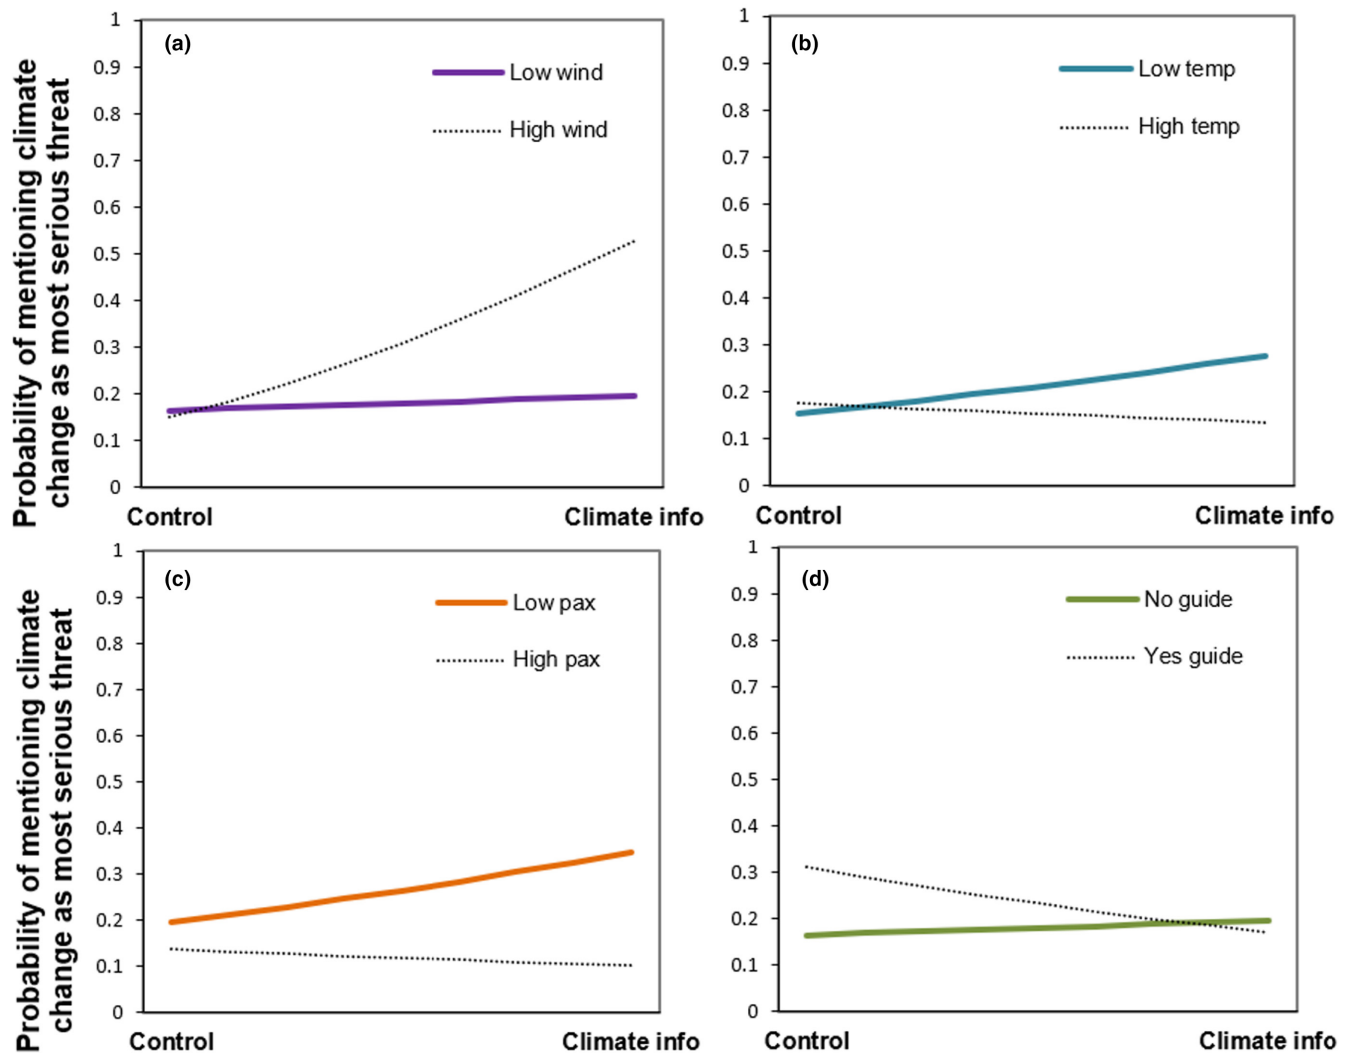 Probability of mentioning climate
change as most serious threat
1
0.9
0.8
0.7
0.6
0.5
0.4
0.3
0.2
0.1
0
(a)
Low wind
High wind
Control
Climate info
1
0.9
0.8
0.7
0.6
0.5
0.4
0.3
0.2
0.1
0
(b)
Low temp
High temp
Control
Climate info
Probability of mentioning climate
change as most serious threat
1
0.9
0.8
0.7
0.6
0.5
0.4
0.3
0.2
0.1
0
(c)
Low pax
High pax
Control
Climate info
1
0.9
0.8
0.7
0.6
0.5
0.4
0.3
0.2
0.1
0
(d)
No guide
Yes guide
Control
Climate info